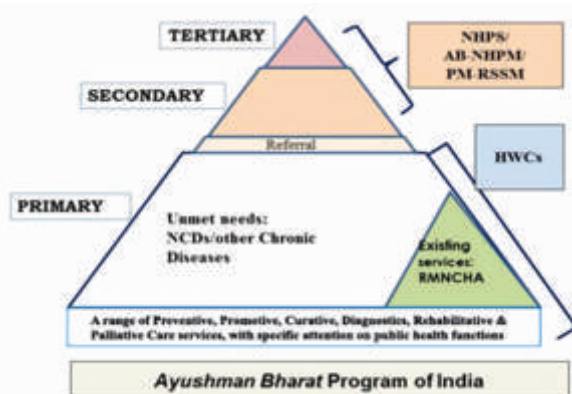 TERTIARY
NHPS/
AB-NHPM/
PM-RSSM
SECONDARY
Referral
HWCs
PRIMARY
Unmet needs:
NCDs/other Chronic
Diseases
Existing
services:
RMNCHA
A range of Preventive, Promotive, Curative, Diagnostics, Rehabilitative &
Palliative Care services, with specific attention on public health functions
Ayushman Bharat Program of India